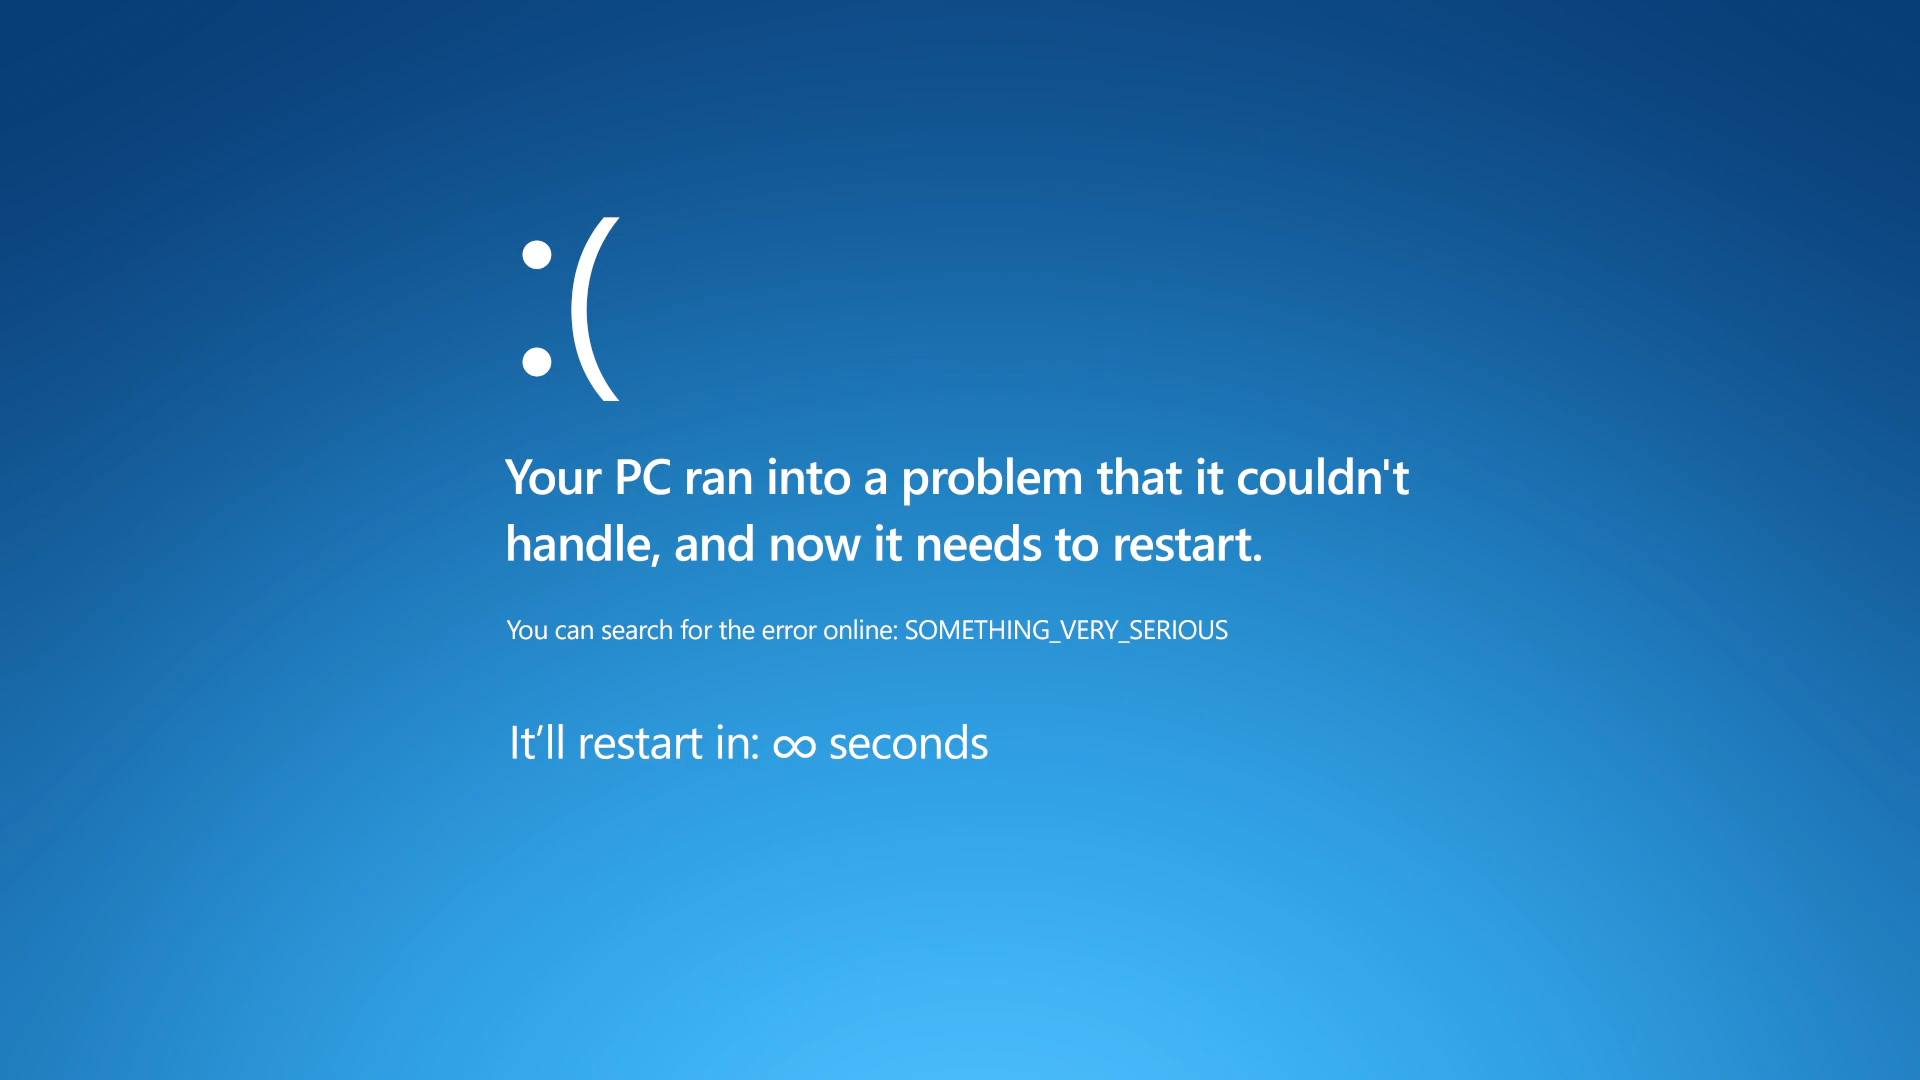 :(
Your PC ran into a problem that it couldn't
handle, and now it needs to restart.
You can search for the error online: SOMETHING_VERY_SERIOUS
It’ll restart in: ∞ seconds